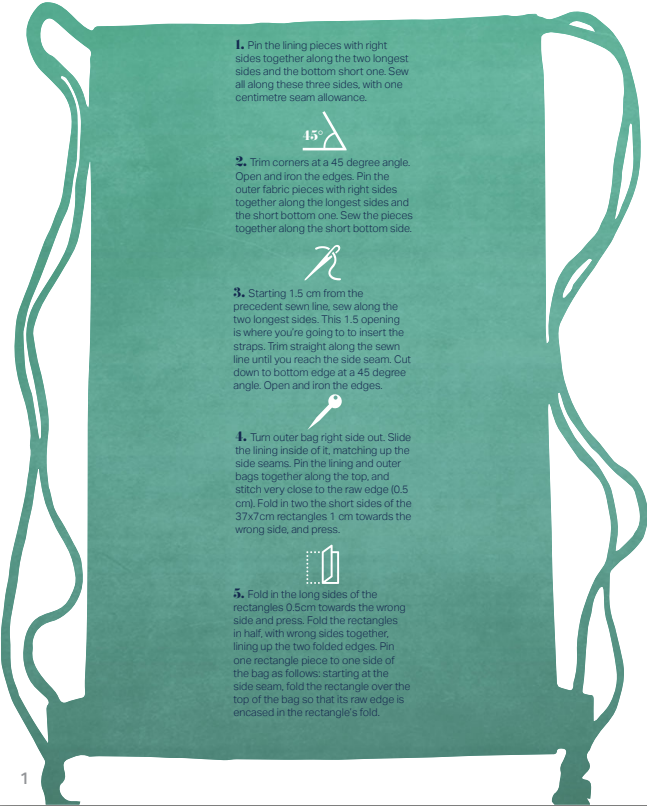 1. Pin the lining pieces with right
sides together along the two longest
sides and the bottom short one. Sew
all along these three sides, with one
centimetre seam allowance.
45°
2. Trim corners at a 45 degree angle.
Open and iron the edges. Pin the
outer fabric pieces with right sides
together along the longest sides and
the short bottom one. Sew the pieces
together along the short bottom side.
3. Starting 1.5 cm from the
precedent sewn line, sew along the
two longest sides. This 1.5 opening
is where you're going to to insert the
straps. Trim straight along the sewn
line until you reach the side seam. Cut
down to bottom edge at a 45 degree
angle. Open and iron the edges.
4. Turn outer bag right side out. Slide
the lining inside of it, matching up the
side seams. Pin the lining and outer
bags together along the top, and
stitch very close to the raw edge (0.5
cm). Fold in two the short sides of the
37x7cm rectangles 1 cm towards the
wrong side, and press.
5. Fold in the long sides of the
rectangles 0.5cm towards the wrong
side and press. Fold the rectangles
in half, with wrong sides together,
lining up the two folded edges. Pin
one rectangle piece to one side of
the bag as follows: starting at the
side seam, fold the rectangle over the
top of the bag so that its raw edge is
encased in the rectangle's fold.
1